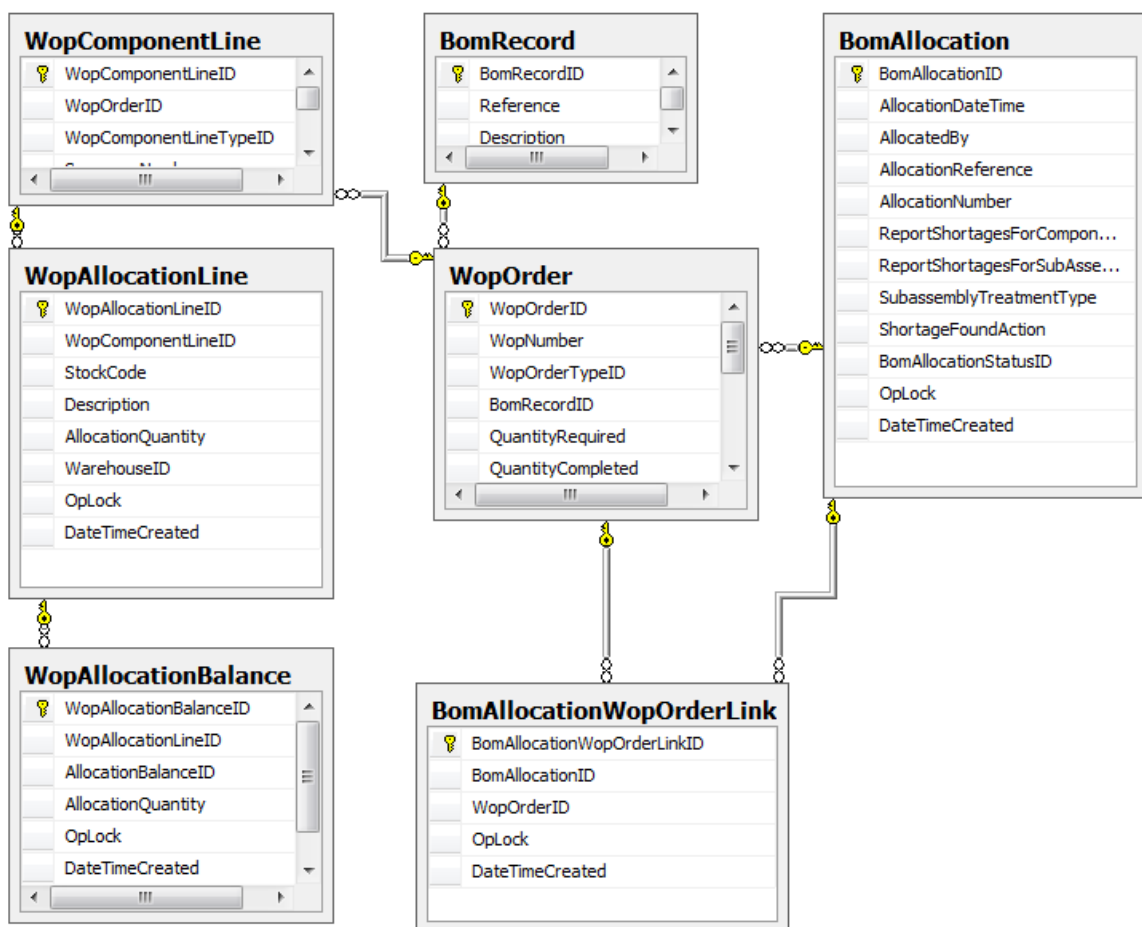 WopComponentLine
WopComponentLineID
WopOrderID
WopComponentLineTypeID
BomRecord
BomRecordID
Reference
Description
BomAllocation
BomAllocationID
AllocationDateTime
AllocatedBy
AllocationReference
AllocationNumber
ReportShortagesForCompon...
ReportShortagesForSubAsse...
SubassemblyTreatmentType
ShortageFoundAction
BomAllocationStatusID
OpLock
DateTimeCreated
WopAllocationLine
WopAllocationLineID
WopComponentLineID
StockCode
Description
AllocationQuantity
WarehouseID
OpLock
DateTimeCreated
WopOrder
WopOrderID
WopNumber
WopOrderTypeID
BomRecordID
QuantityRequired
QuantityCompleted
WopAllocationBalance
WopAllocationBalanceID
WopAllocationLineID
AllocationBalanceID
AllocationQuantity
OpLock
DateTimeCreated
BomAllocationWopOrderLink
BomAllocationWopOrderLinkID
BomAllocationID
WopOrderID
OpLock
DateTimeCreated